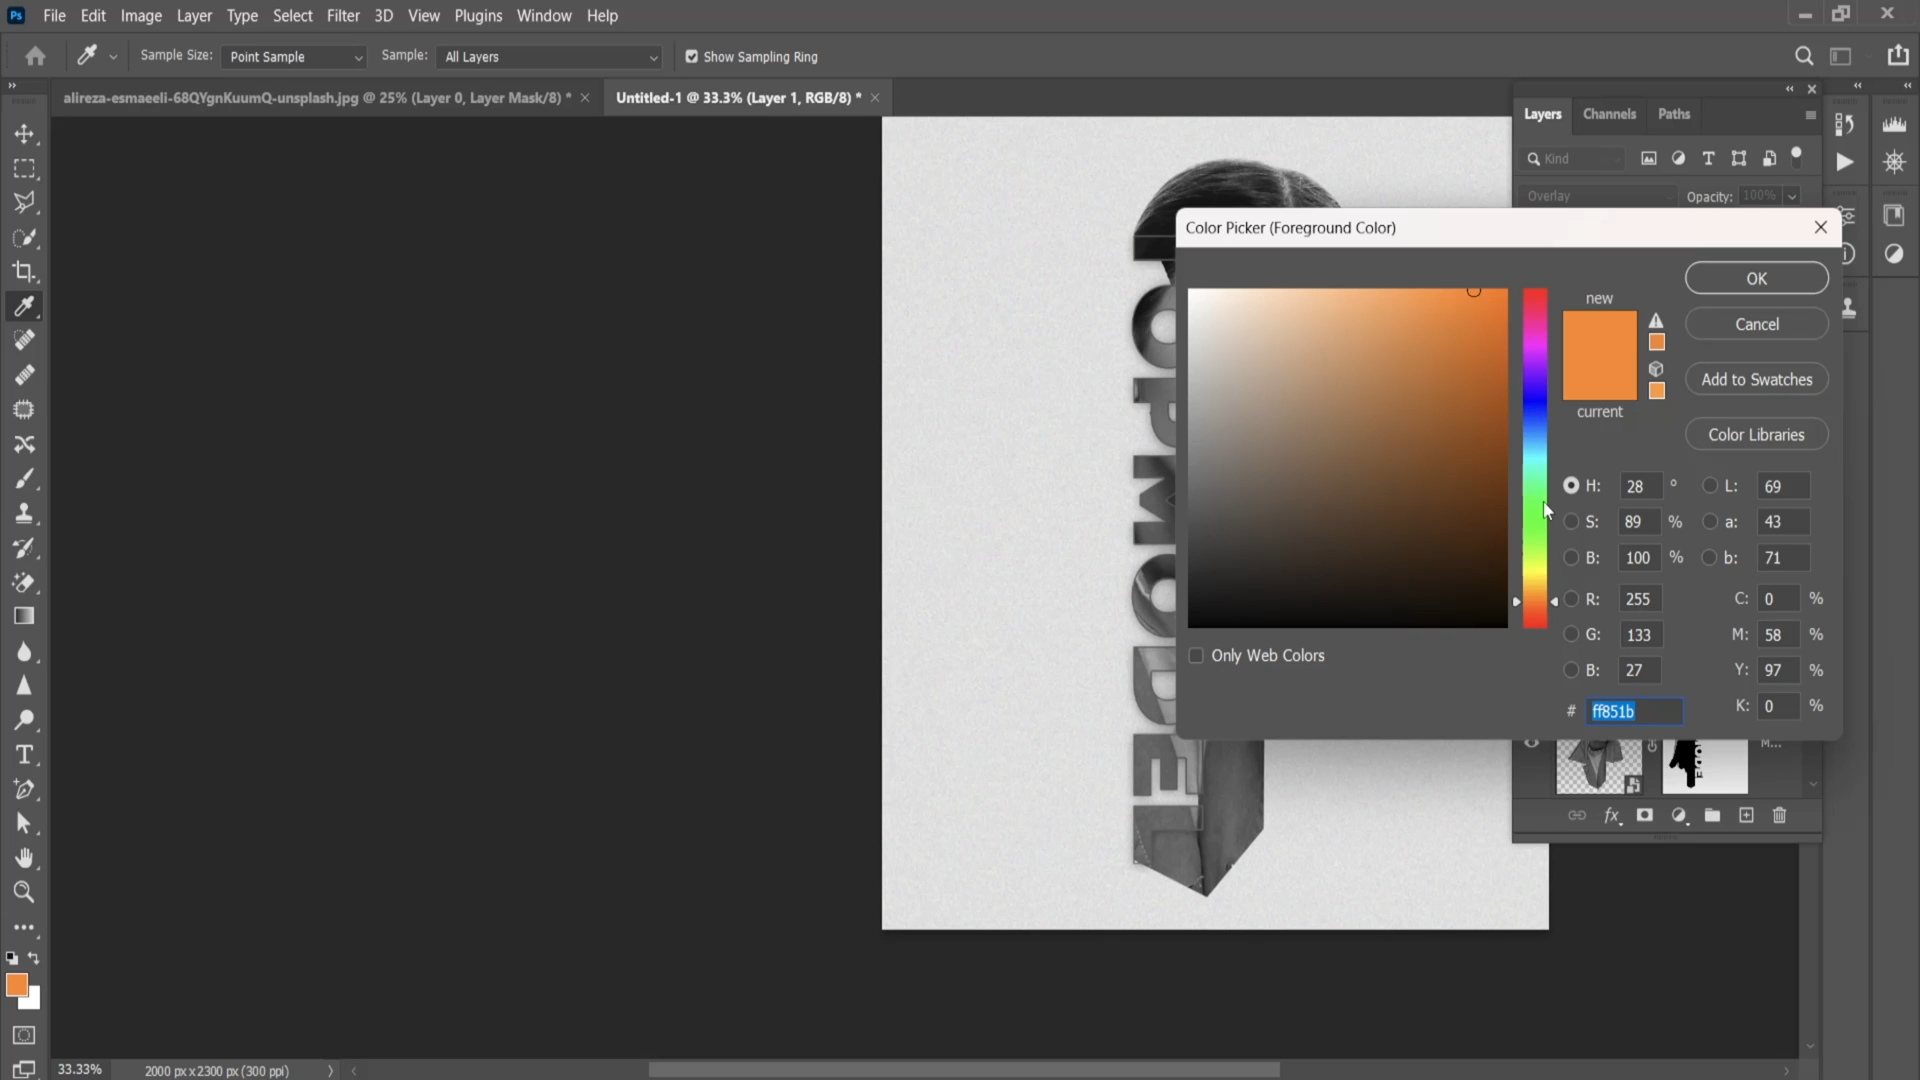 Ps File Edit Image Layer Type Select Filter 3D View Plugins Window Help
Sample Size: Point Sample Sample: All Layers Show Sampling Ring
alireza-esmaeeli-68QYgnKuumQ-unsplash.jpg @ 25% (Layer 0, Layer Mask/8) * ×
Untitled-1 @ 33.3% (Layer 1, RGB/8) * ×
Layers Channels Paths
Kind
Overlay Opacity: 100%
TOPMODEL
Color Picker (Foreground Color)
new
current
OK
Cancel
Add to Swatches
Color Libraries
H: 28 ° L: 69
S: 89 % a: 43
B: 100 % b: 71
R: 255 C: 0 %
G: 133 M: 58 %
B: 27 Y: 97 %
# ff851b K: 0 %
Only Web Colors
M...
fx
33.33% 2000 px x 2300 px (300 ppi)